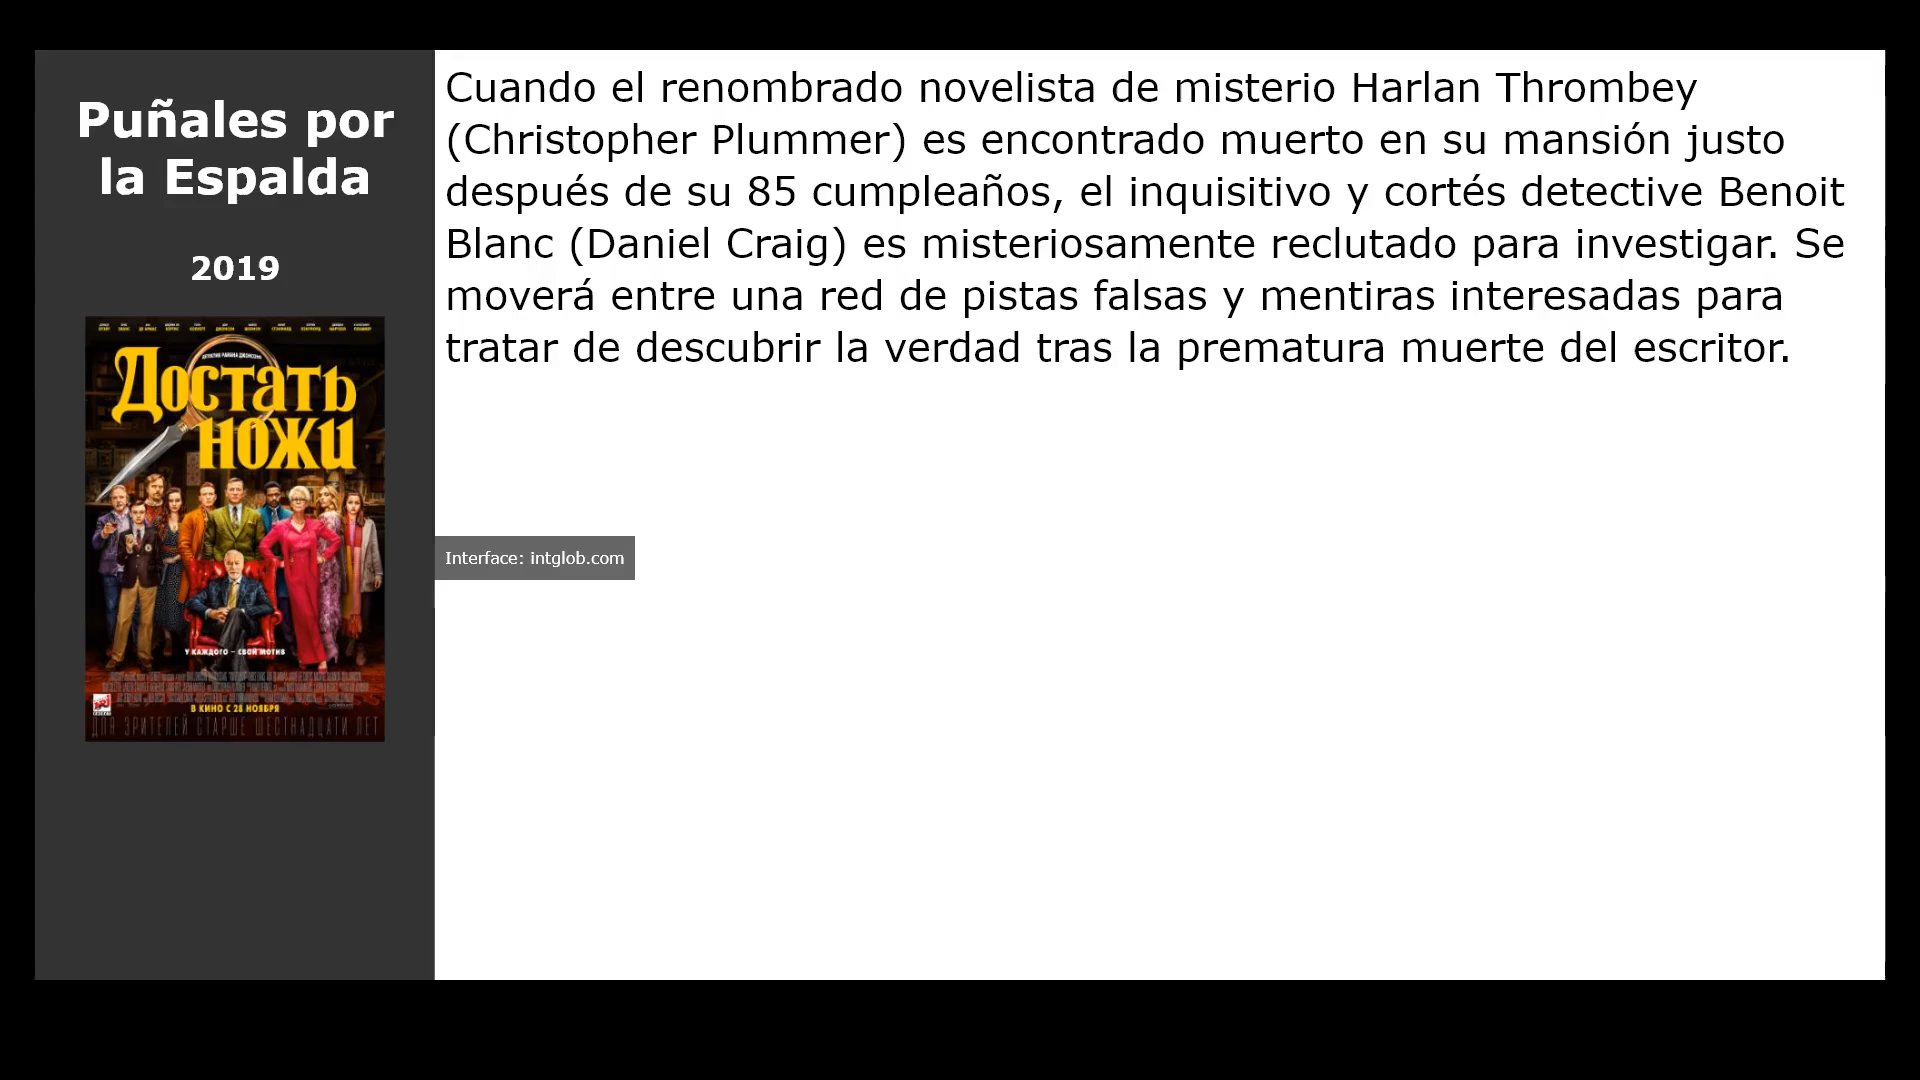 Puñales por
la Espalda
2019
ДЕТЕКТИВ РАЙАНА ДЖОНСОНА
Достать
ножи
У КАЖДОГО – СВОЙ МОТИВ
В КИНО С 28 НОЯБРЯ
ДЛЯ ЗРИТЕЛЕЙ СТАРШЕ ШЕСТНАДЦАТИ ЛЕТ
Cuando el renombrado novelista de misterio Harlan Thrombey
(Christopher Plummer) es encontrado muerto en su mansión justo
después de su 85 cumpleaños, el inquisitivo y cortés detective Benoit
Blanc (Daniel Craig) es misteriosamente reclutado para investigar. Se
moverá entre una red de pistas falsas y mentiras interesadas para
tratar de descubrir la verdad tras la prematura muerte del escritor.
Interface: intglob.com